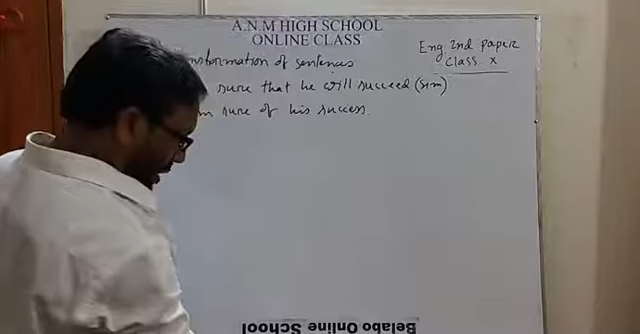 A.N.M HIGH SCHOOL
ONLINE CLASS
Eng 2nd paper
Class X
nsformation of sentences
sure that he will succeed (sim)
m sure of his success.
Belabo Online School